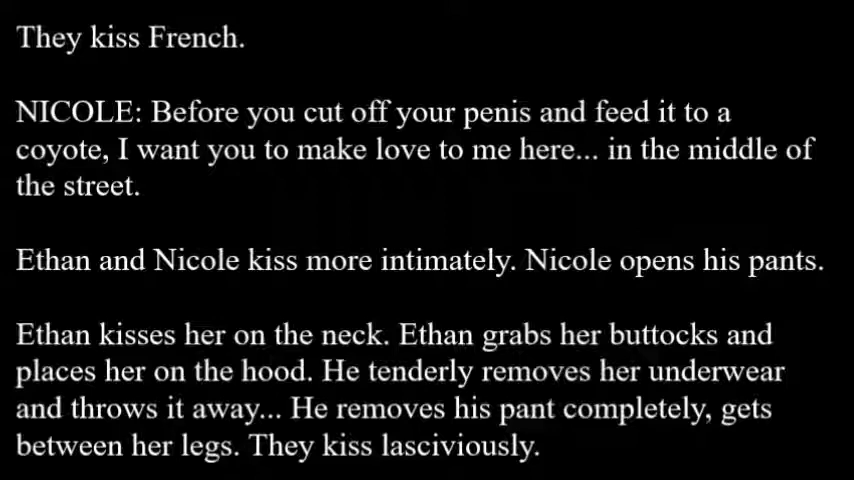 They kiss French.
NICOLE: Before you cut off your penis and feed it to a
coyote, I want you to make love to me here... in the middle of
the street.
Ethan and Nicole kiss more intimately. Nicole opens his pants.
Ethan kisses her on the neck. Ethan grabs her buttocks and
places her on the hood. He tenderly removes her underwear
and throws it away... He removes his pant completely, gets
between her legs. They kiss lasciviously.